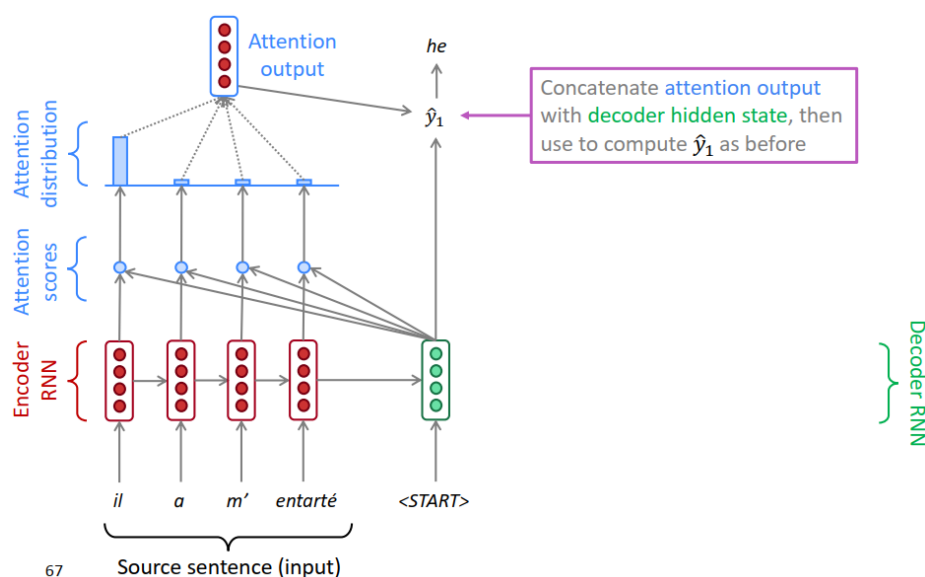 Attention
output
he
ŷ₁
Concatenate attention output
with decoder hidden state, then
use to compute ŷ₁ as before
Attention
distribution
Attention
scores
Encoder
RNN
Decoder RNN
il a m' entarté <START>
Source sentence (input)
67